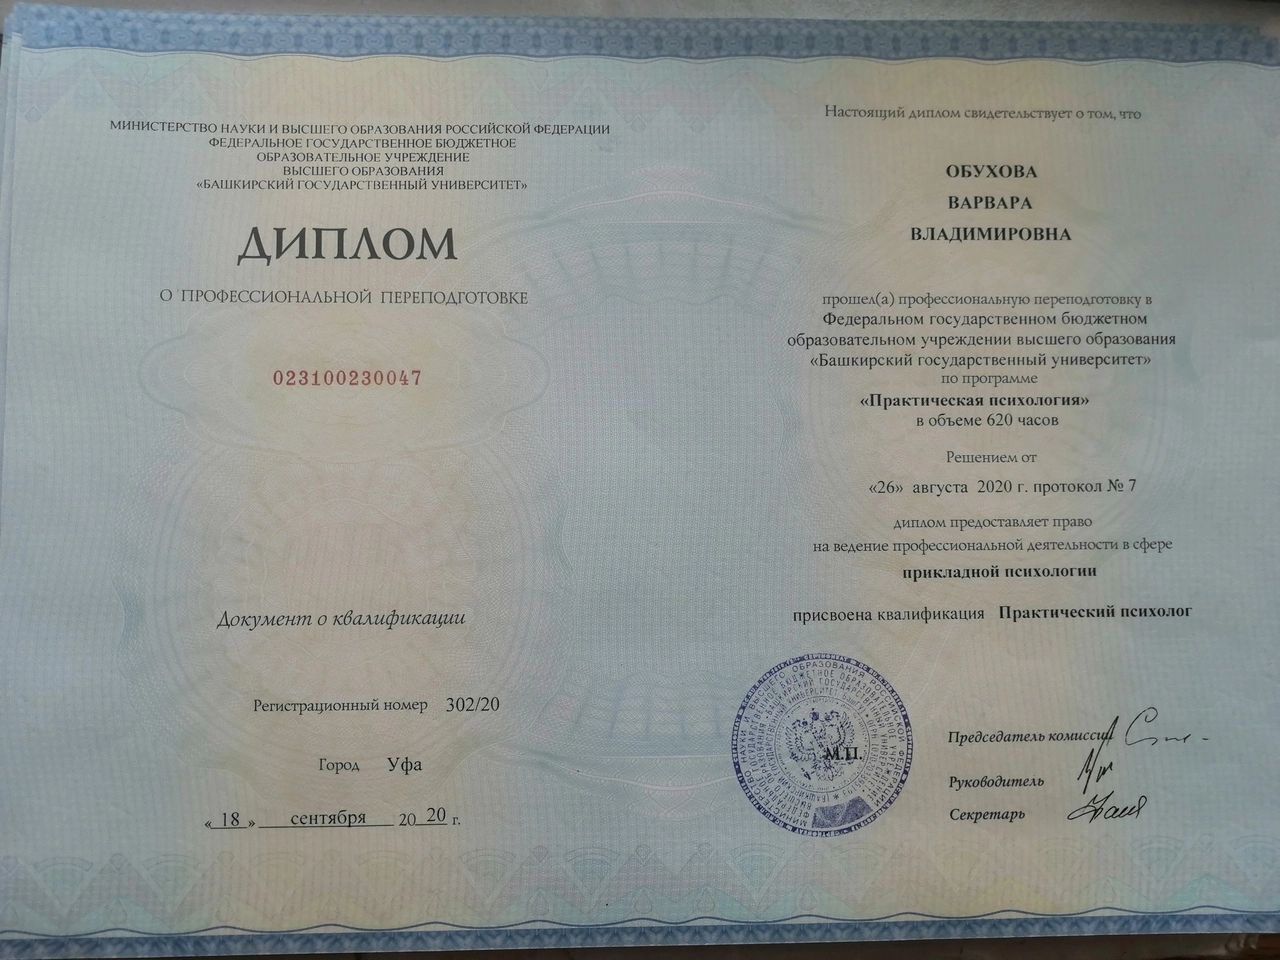 МИНИСТЕРСТВО НАУКИ И ВЫСШЕГО ОБРАЗОВАНИЯ РОССИЙСКОЙ ФЕДЕРАЦИИ
ФЕДЕРАЛЬНОЕ ГОСУДАРСТВЕННОЕ БЮДЖЕТНОЕ
ОБРАЗОВАТЕЛЬНОЕ УЧРЕЖДЕНИЕ
ВЫСШЕГО ОБРАЗОВАНИЯ
«БАШКИРСКИЙ ГОСУДАРСТВЕННЫЙ УНИВЕРСИТЕТ»
ДИПЛОМ
О ПРОФЕССИОНАЛЬНОЙ ПЕРЕПОДГОТОВКЕ
023100230047
Документ о квалификации
Регистрационный номер 302/20
Город Уфа
«18» сентября 2020 г.
Настоящий диплом свидетельствует о том, что
ОБУХОВА
ВАРВАРА
ВЛАДИМИРОВНА
прошел(а) профессиональную переподготовку в
Федеральном государственном бюджетном
образовательном учреждении высшего образования
«Башкирский государственный университет»
по программе
«Практическая психология»
в объеме 620 часов
Решением от
«26» августа 2020 г. протокол № 7
диплом предоставляет право
на ведение профессиональной деятельности в сфере
прикладной психологии
присвоена квалификация Практический психолог
М.П.
Председатель комиссии
Руководитель
Секретарь